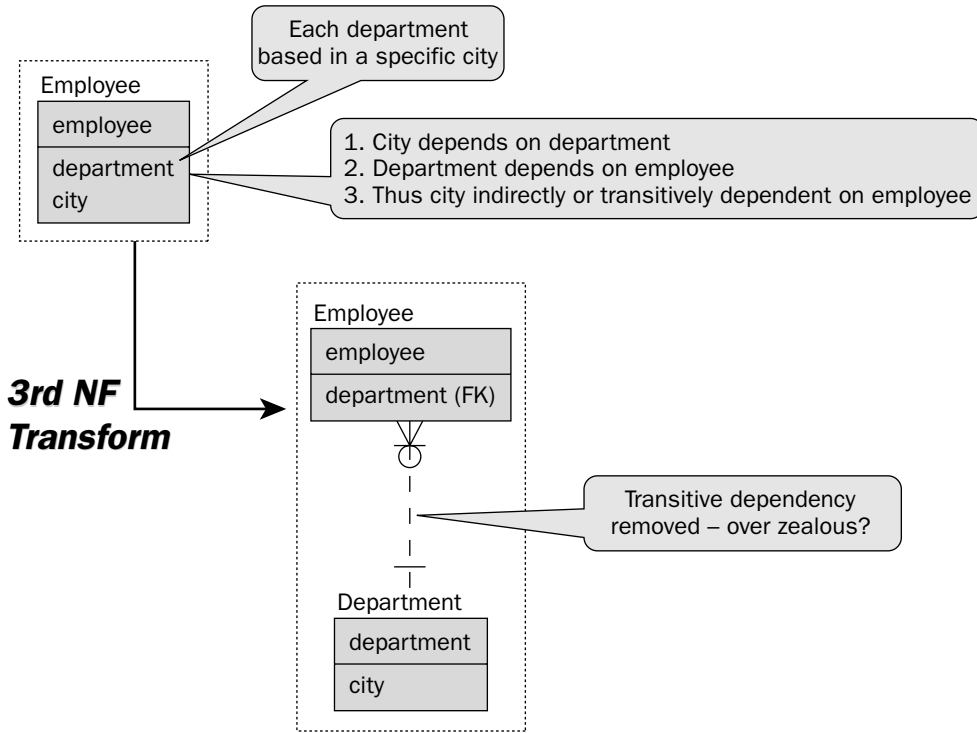 Each department
based in a specific city
Employee
employee
department
city
1. City depends on department
2. Department depends on employee
3. Thus city indirectly or transitively dependent on employee
3rd NF
Transform
Employee
employee
department (FK)
Transitive dependency
removed – over zealous?
Department
department
city